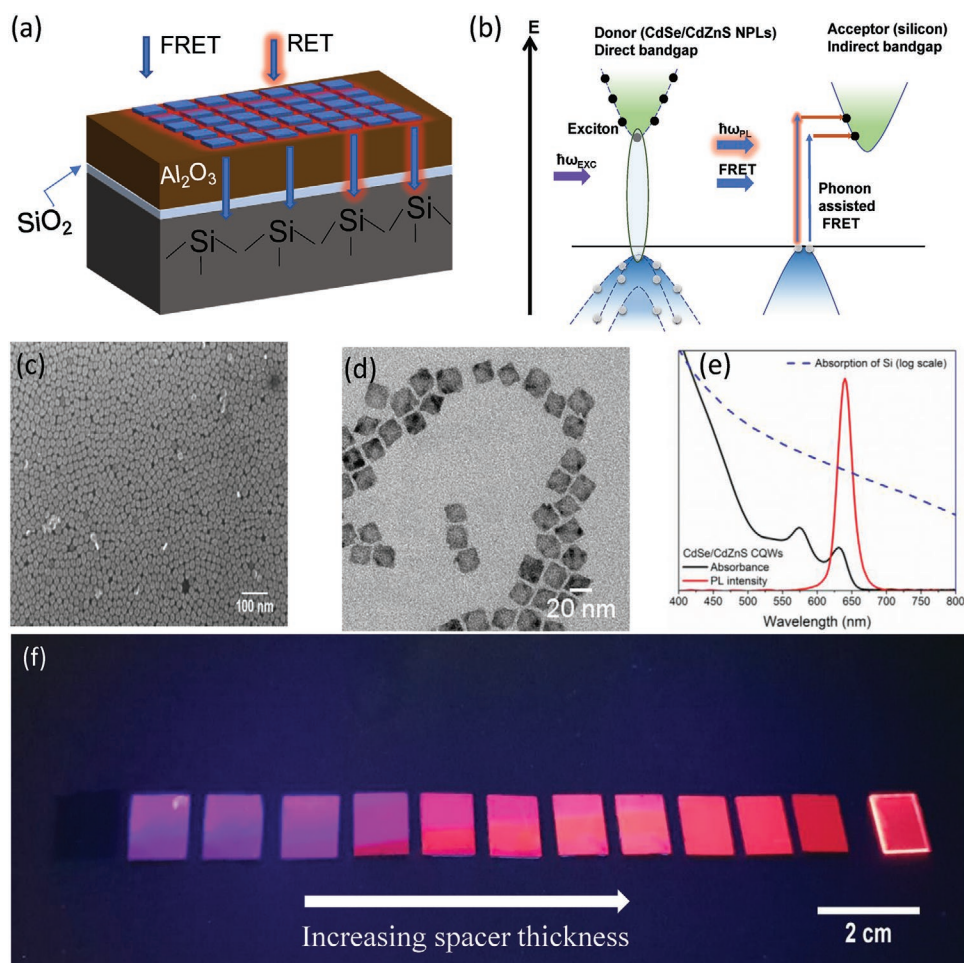 (a)
FRET
RET
Al₂O₃
SiO₂
Si
Si
Si
Si
(b)
E
Donor (CdSe/CdZnS NPLs)
Direct bandgap
Acceptor (silicon)
Indirect bandgap
Exciton
ħω_EXC
ħω_PL
FRET
Phonon
assisted
FRET
(c)
100 nm
(d)
20 nm
(e)
Absorption of Si (log scale)
CdSe/CdZnS CQWs
Absorbance
PL intensity
400 450 500 550 600 650 700 750 800
Wavelength (nm)
(f)
Increasing spacer thickness
2 cm